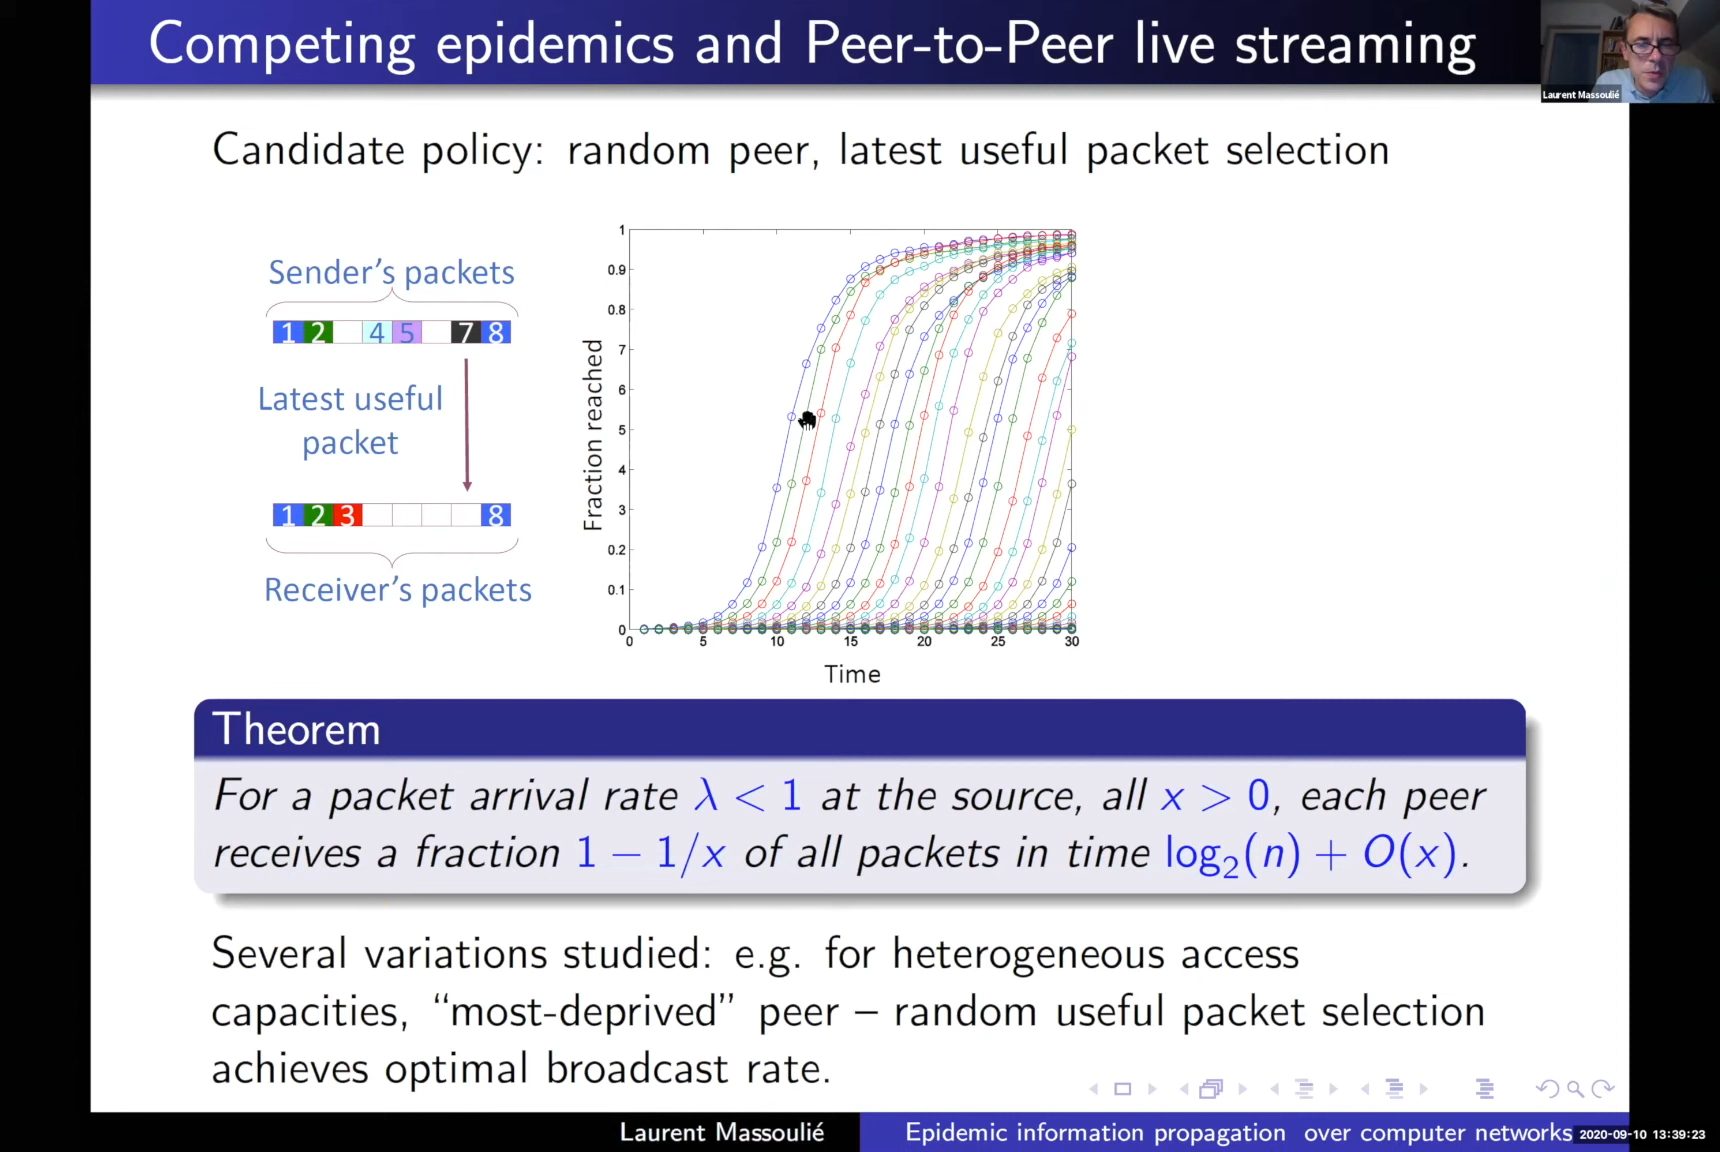 Competing epidemics and Peer-to-Peer live streaming
Laurent Massoulié
Candidate policy: random peer, latest useful packet selection
Sender's packets
1 2 4 5 7 8
Latest useful
packet
1 2 3 8
Receiver's packets
Fraction reached
1
0.9
0.8
7
6
5
4
3
0.2
0.1
0
0 5 10 15 20 25 30
Time
Theorem
For a packet arrival rate λ < 1 at the source, all x > 0, each peer
receives a fraction 1 − 1/x of all packets in time log₂(n) + O(x).
Several variations studied: e.g. for heterogeneous access
capacities, “most-deprived” peer – random useful packet selection
achieves optimal broadcast rate.
Laurent Massoulié
Epidemic information propagation over computer networks
2020-09-10 13:39:23